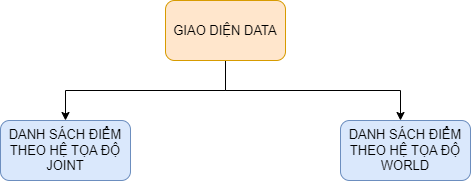 GIAO DIỆN DATA
DANH SÁCH ĐIỂM
THEO HỆ TỌA ĐỘ
JOINT
DANH SÁCH ĐIỂM
THEO HỆ TỌA ĐỘ
WORLD